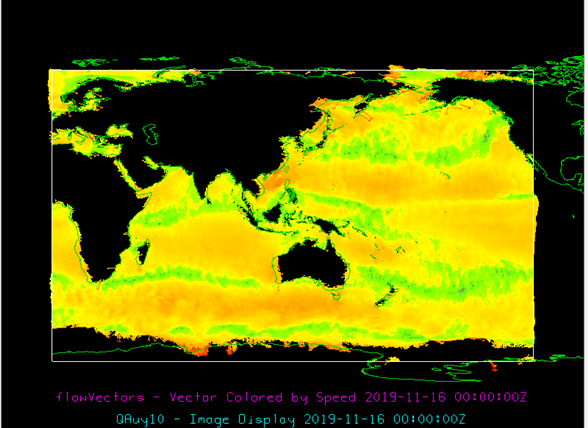 flowVectors - Vector Colored by Speed 2019-11-16 00:00:00Z
QAuy10 - Image Display 2019-11-16 00:00:00Z